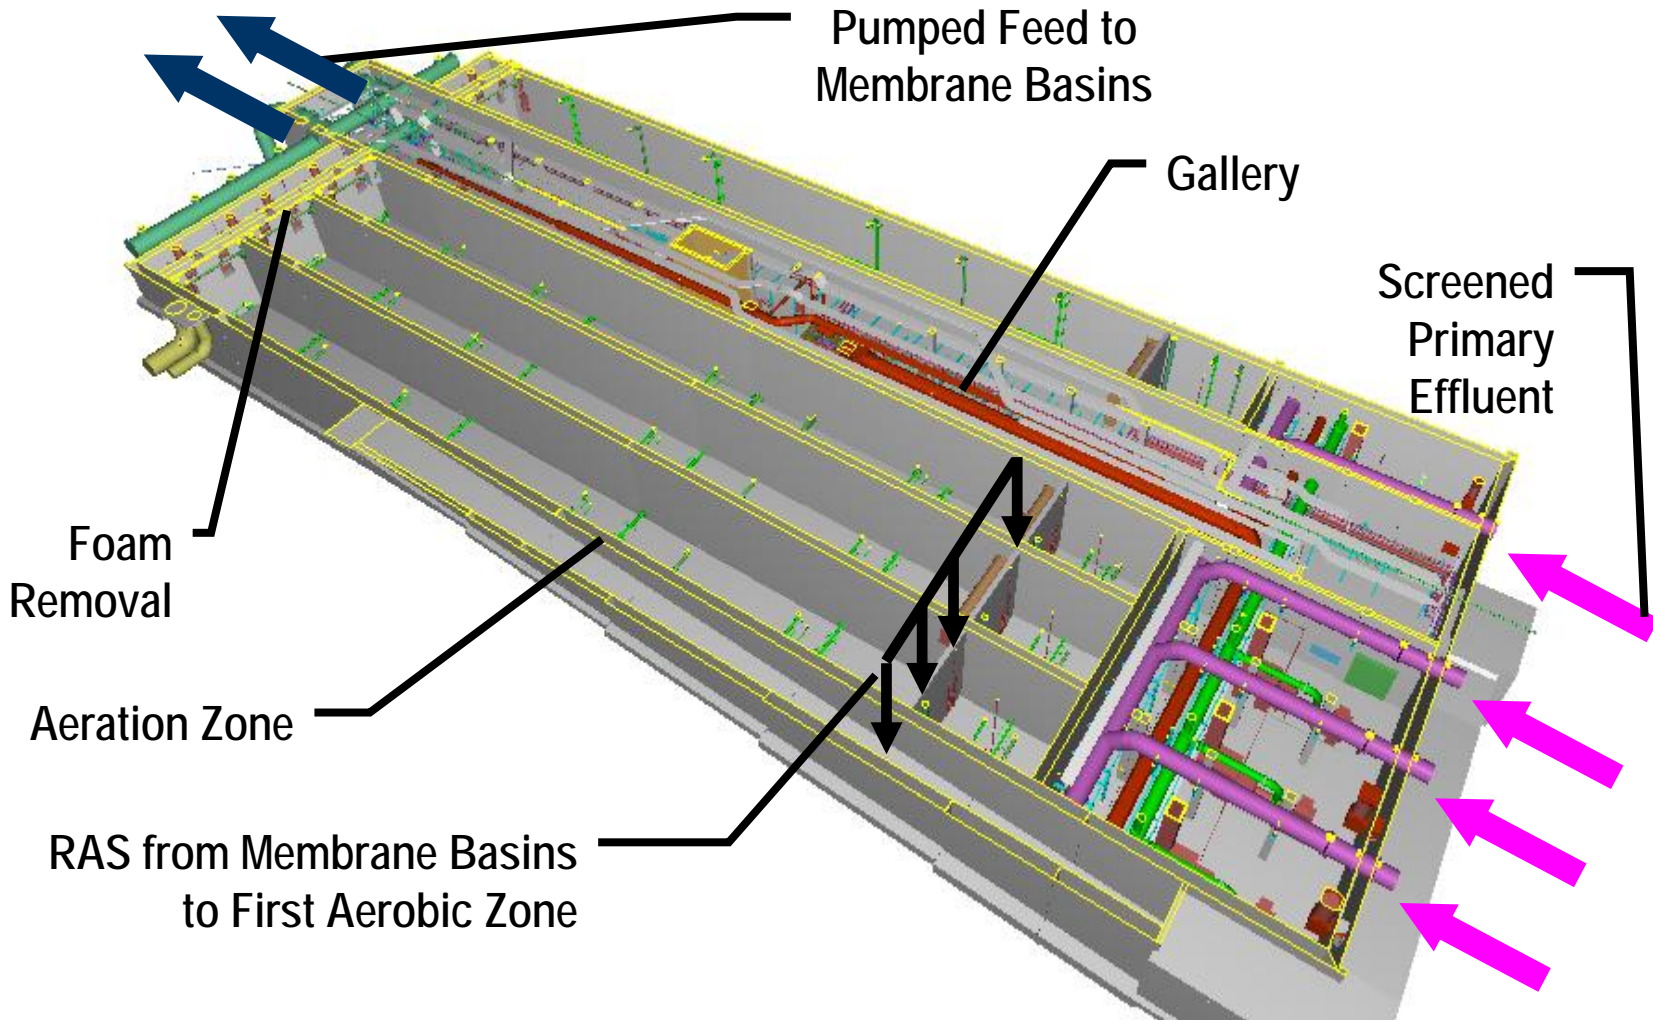 Pumped Feed to
Membrane Basins
Gallery
Screened
Primary
Effluent
Foam
Removal
Aeration Zone
RAS from Membrane Basins
to First Aerobic Zone